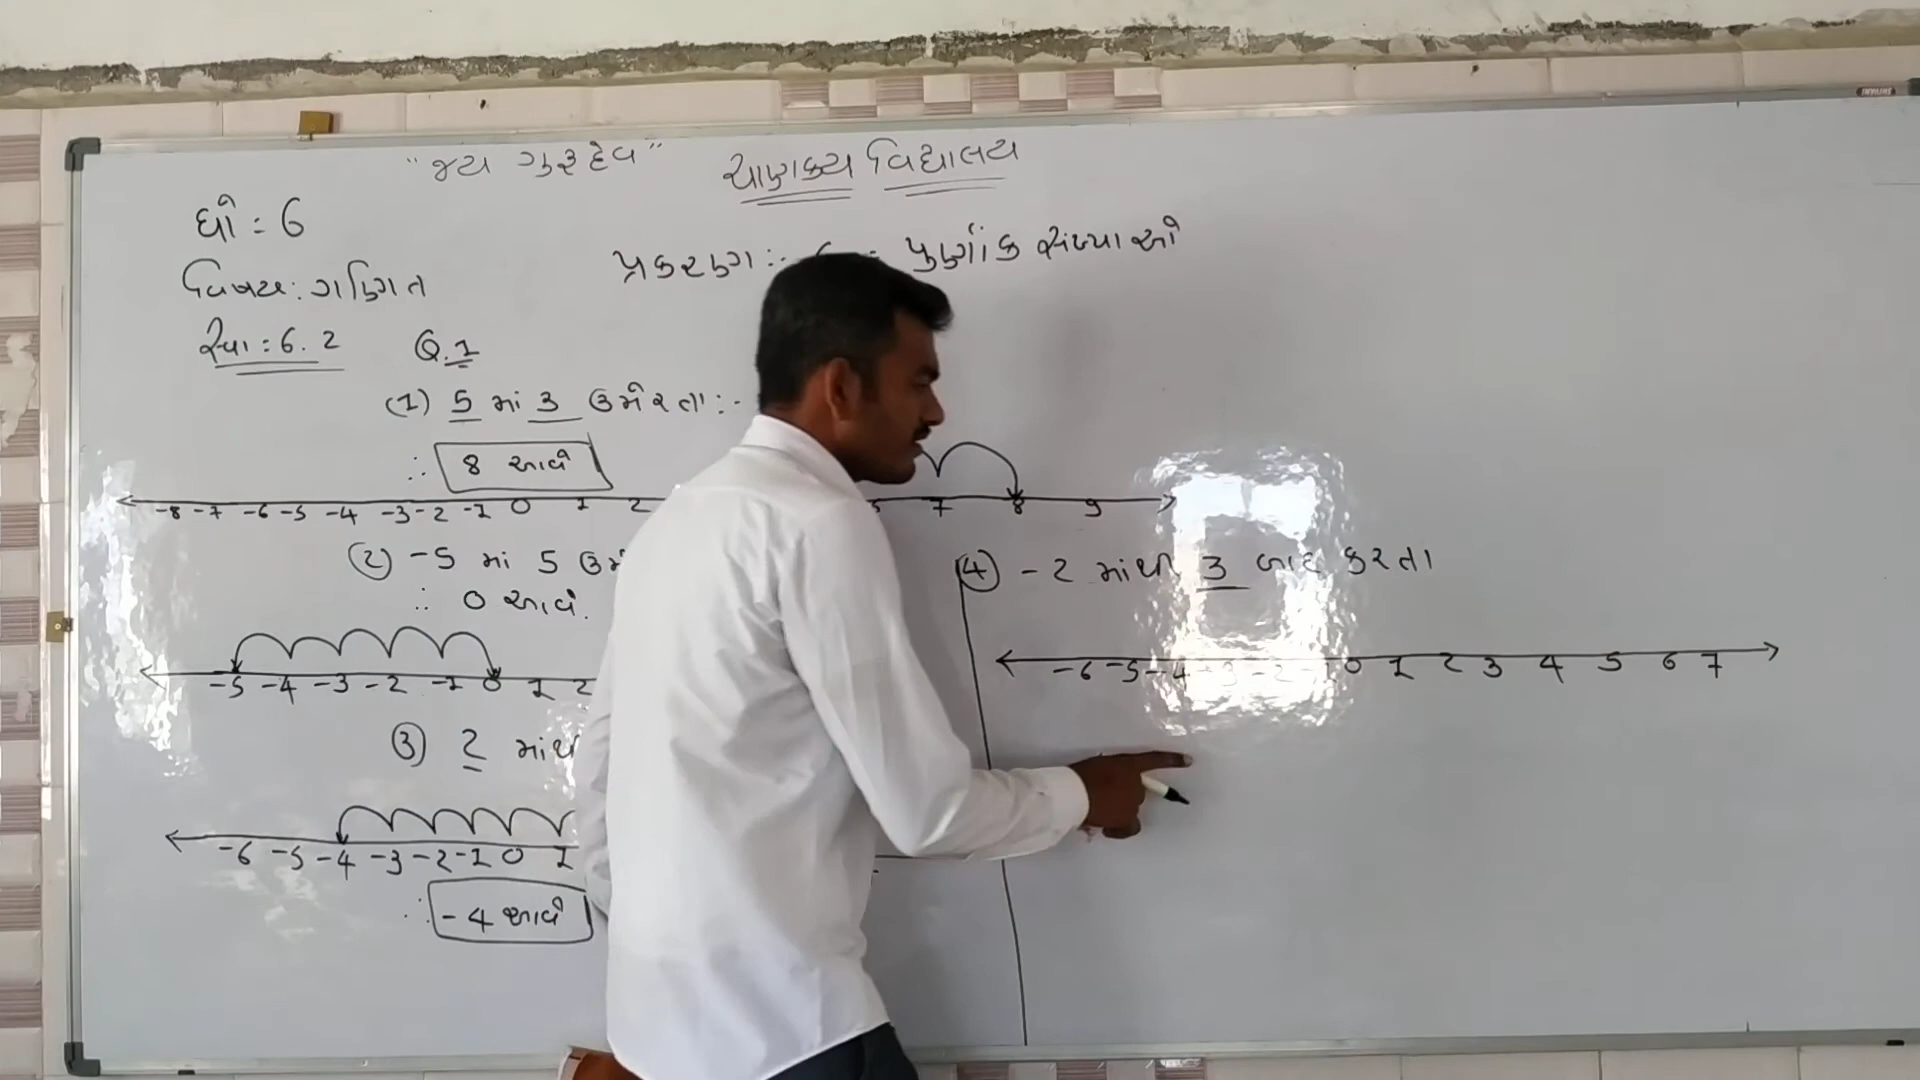 "જય ગુરૂદેવ" ચાણક્ય વિદ્યાલય
ધો : 6
વિષય : ગણિત
પ્રકરણ :- 6 :- પુર્ણાંક સંખ્યાઓ
સ્વા : 6.2
Q.1
(1) 5 માં 3 ઉમેરતા :-
∴ 8 આવે
-8 -7 -6 -5 -4 -3 -2 -1 0 1 2 7 8 9
(2) -5 માં 5
∴ 0 આવે.
-5 -4 -3 -2 -1 0 1 2
(3) 2
-6 -5 -4 -3 -2 -1 0 1
∴ -4 આવે
(4) -2 માંથી 3 બાદ કરતા
-6 -5 -4 -3 -2 0 1 2 3 4 5 6 7